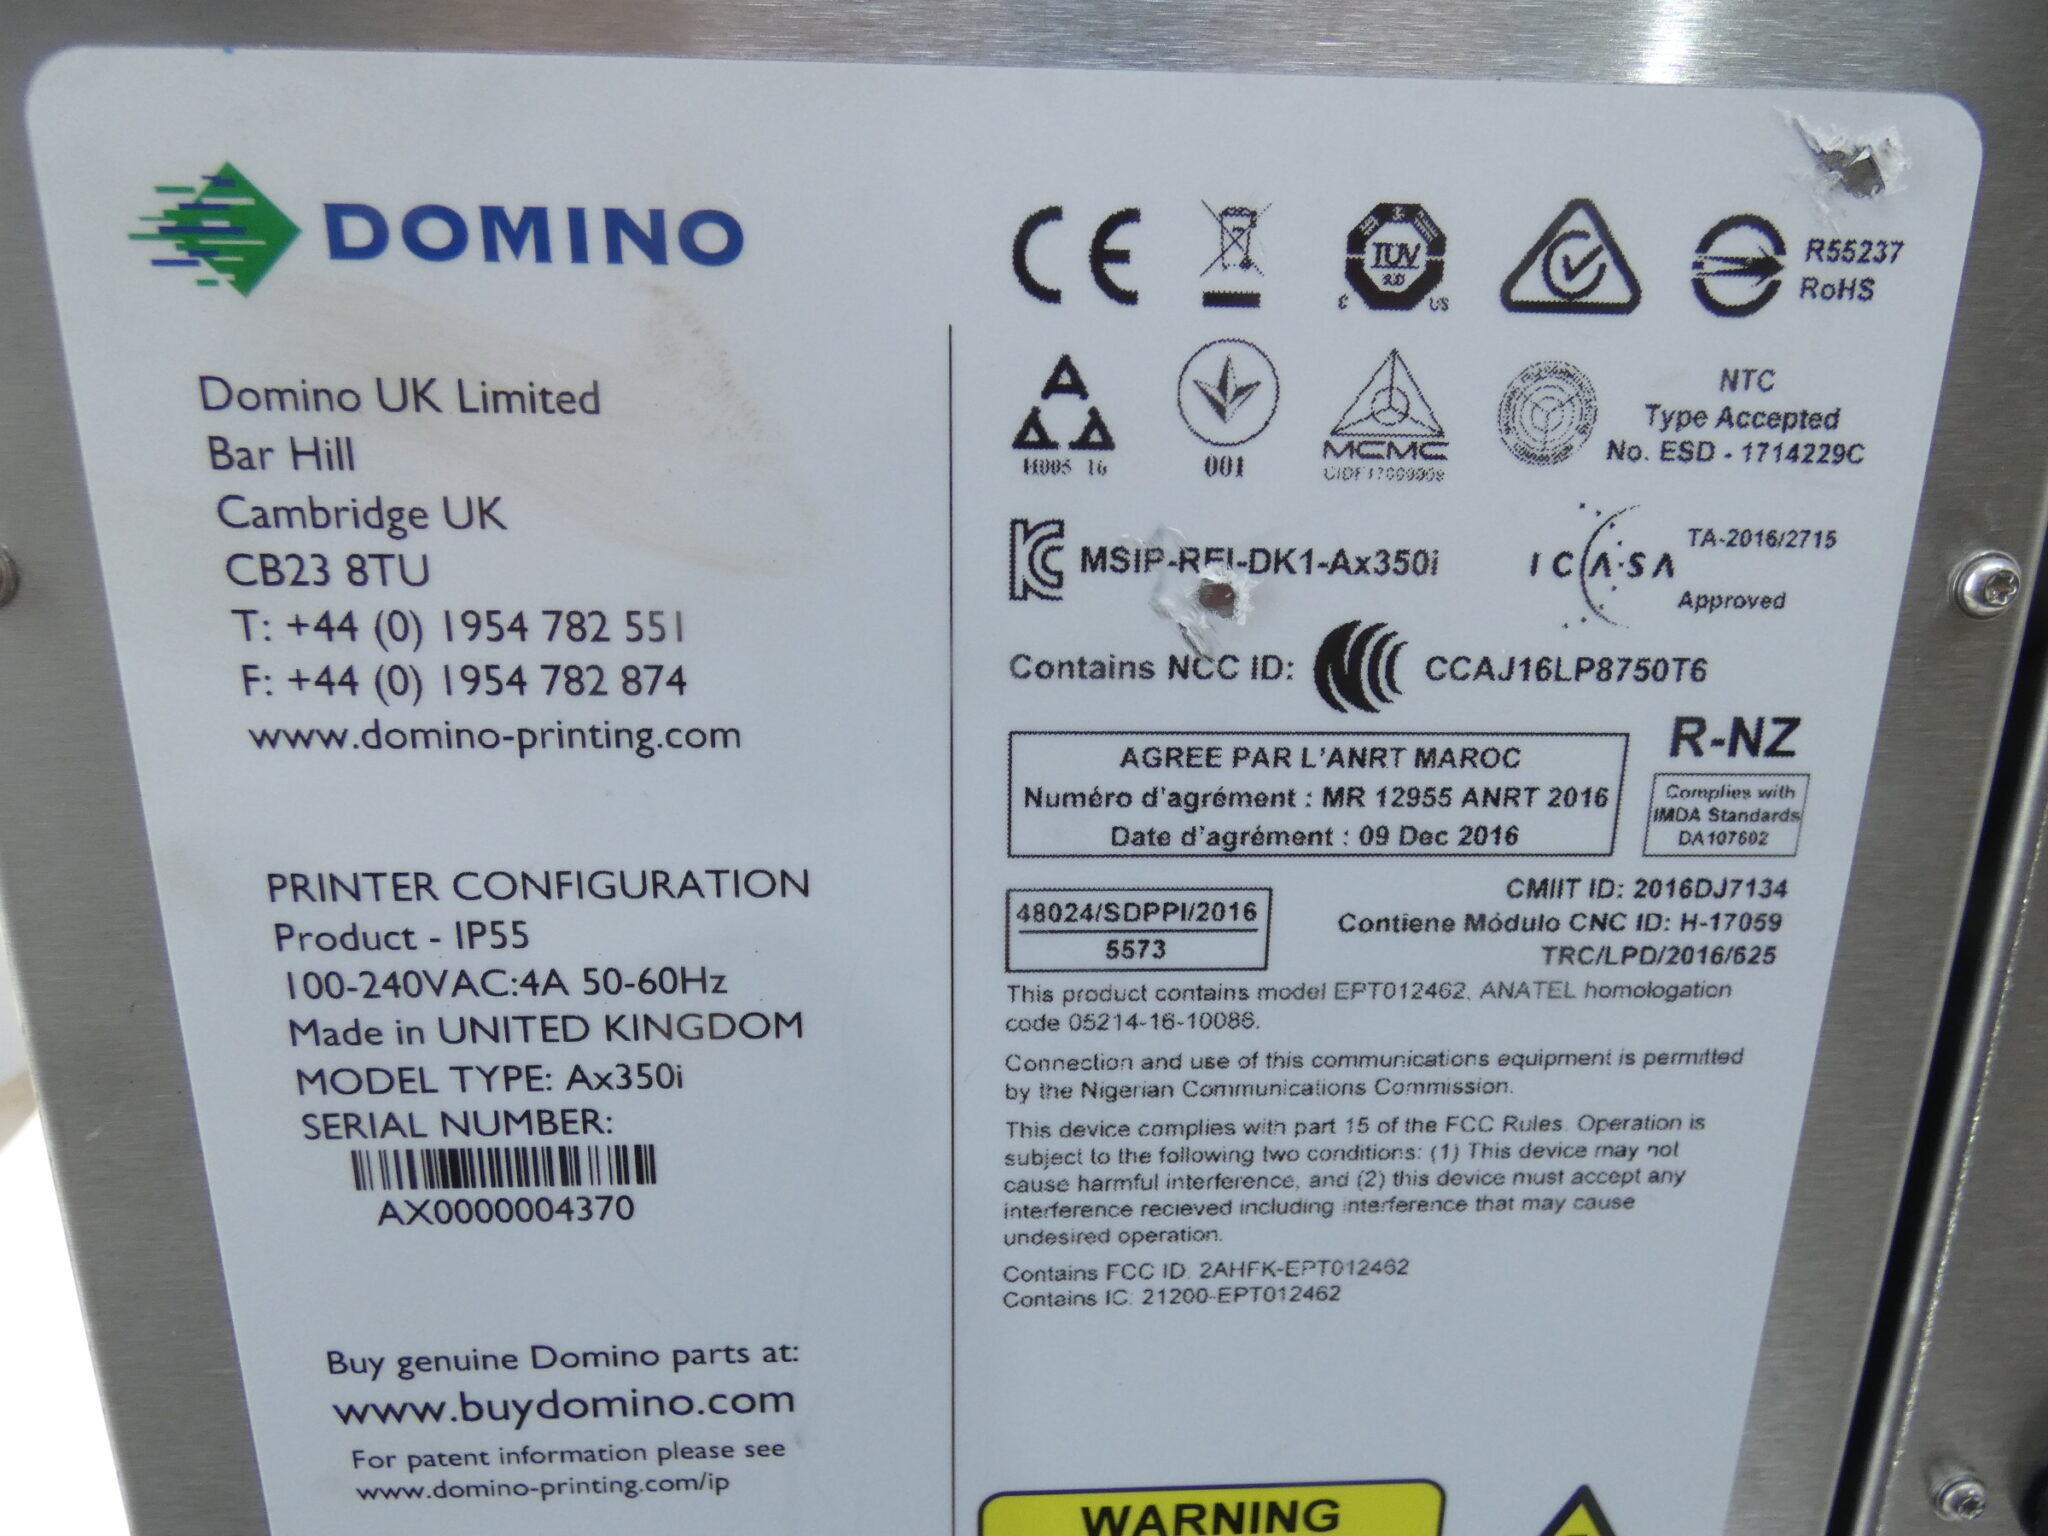 DOMINO
Domino UK Limited
Bar Hill
Cambridge UK
CB23 8TU
T: +44 (0) 1954 782 551
F: +44 (0) 1954 782 874
www.domino-printing.com
PRINTER CONFIGURATION
Product - IP55
100-240VAC:4A 50-60Hz
Made in UNITED KINGDOM
MODEL TYPE: Ax350i
SERIAL NUMBER:
AX0000004370
Buy genuine Domino parts at:
www.buydomino.com
For patent information please see
www.domino-printing.com/ip
CE
TUV
C US
R55237
RoHS
H005 16
001
MCMC
NTC
Type Accepted
No. ESD - 1714229C
MSIP-REI-DK1-Ax350i
ICASA
TA-2016/2715
Approved
Contains NCC ID: CCAJ16LP8750T6
AGREE PAR L'ANRT MAROC
Numéro d'agrément : MR 12955 ANRT 2016
Date d'agrément : 09 Dec 2016
R-NZ
Complies with
IMDA Standards
DA107602
48024/SDPPI/2016
5573
CMIIT ID: 2016DJ7134
Contiene Módulo CNC ID: H-17059
TRC/LPD/2016/625
This product contains model EPT012462, ANATEL homologation
code 05214-16-10086.
Connection and use of this communications equipment is permitted
by the Nigerian Communications Commission.
This device complies with part 15 of the FCC Rules. Operation is
subject to the following two conditions: (1) This device may not
cause harmful interference, and (2) this device must accept any
interference recieved including interference that may cause
undesired operation.
Contains FCC ID: 2AHFK-EPT012462
Contains IC: 21200-EPT012462
WARNING